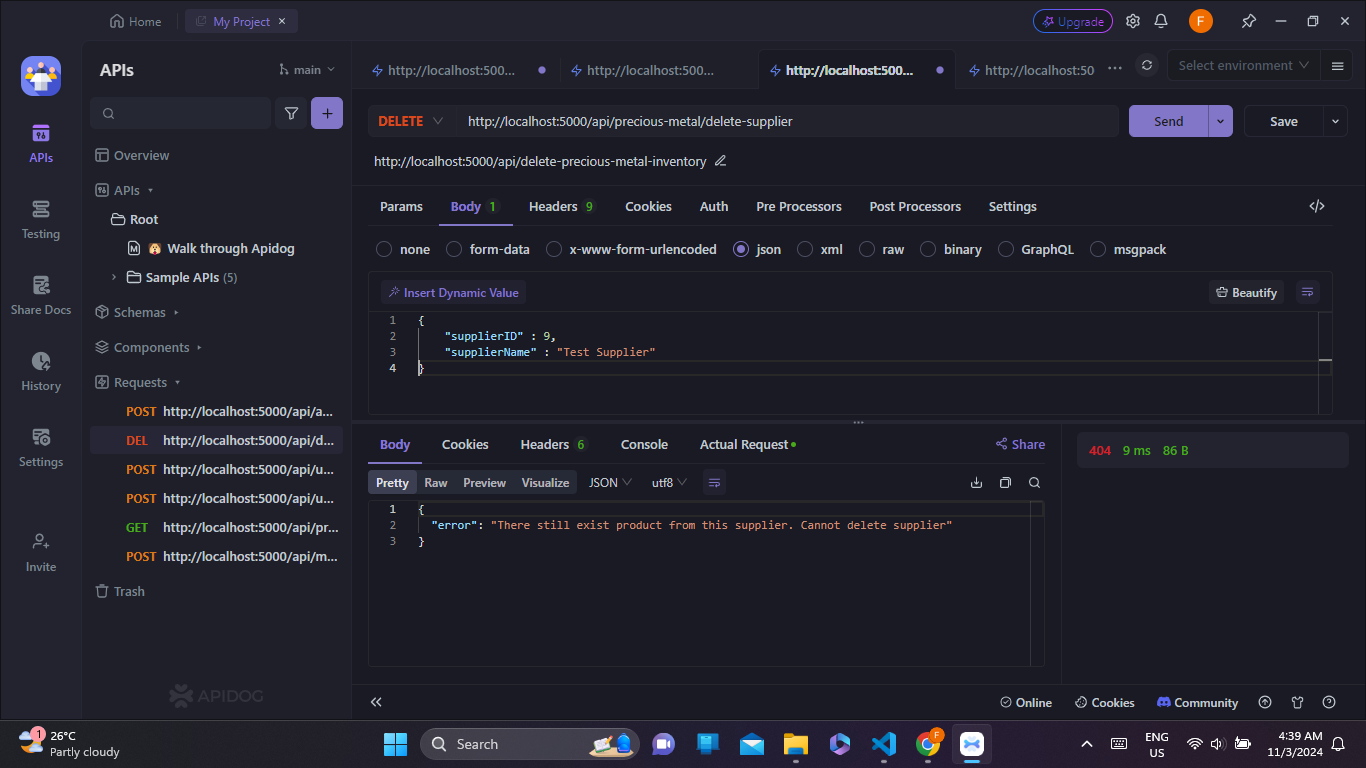 Home
My Project
Upgrade
F
APIs
main
http://localhost:500...
http://localhost:500...
http://localhost:500...
http://localhost:50
Select environment
DELETE
http://localhost:5000/api/precious-metal/delete-supplier
Send
Save
http://localhost:5000/api/delete-precious-metal-inventory
APIs
Testing
Share Docs
History
Settings
Invite
Overview
APIs
Root
Walk through Apidog
Sample APIs (5)
Schemas
Components
Requests
POST http://localhost:5000/api/a...
DEL http://localhost:5000/api/d...
POST http://localhost:5000/api/u...
POST http://localhost:5000/api/u...
GET http://localhost:5000/api/pr...
POST http://localhost:5000/api/m...
Trash
APIDOG
Params
Body 1
Headers 9
Cookies
Auth
Pre Processors
Post Processors
Settings
none
form-data
x-www-form-urlencoded
json
xml
raw
binary
GraphQL
msgpack
Insert Dynamic Value
Beautify
1 {
2 "supplierID" : 9,
3 "supplierName" : "Test Supplier"
4 }
Body
Cookies
Headers 6
Console
Actual Request
Share
404 9 ms 86 B
Pretty
Raw
Preview
Visualize
JSON
utf8
1 {
2 "error": "There still exist product from this supplier. Cannot delete supplier"
3 }
Online
Cookies
Community
1
26°C
Partly cloudy
Search
F
ENG
US
4:39 AM
11/3/2024